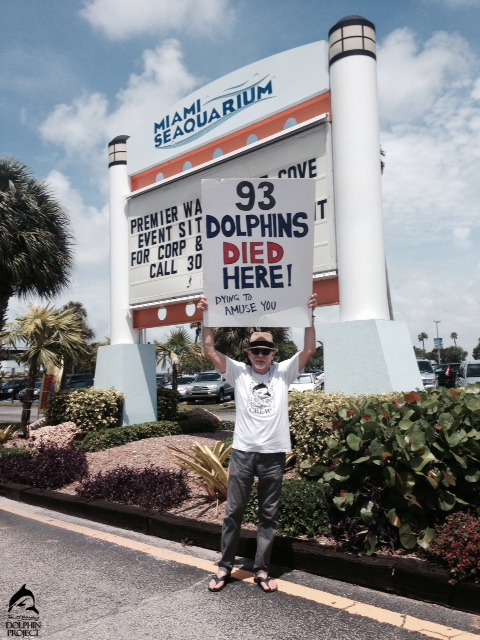 MIAMI
SEAQUARIUM
COVE
PREMIER WA
EVENT SIT
FOR CORP &
CALL 30
93
DOLPHINS
DIED
HERE!
DYING TO
AMUSE YOU
CREW
DOLPHIN
PROJECT